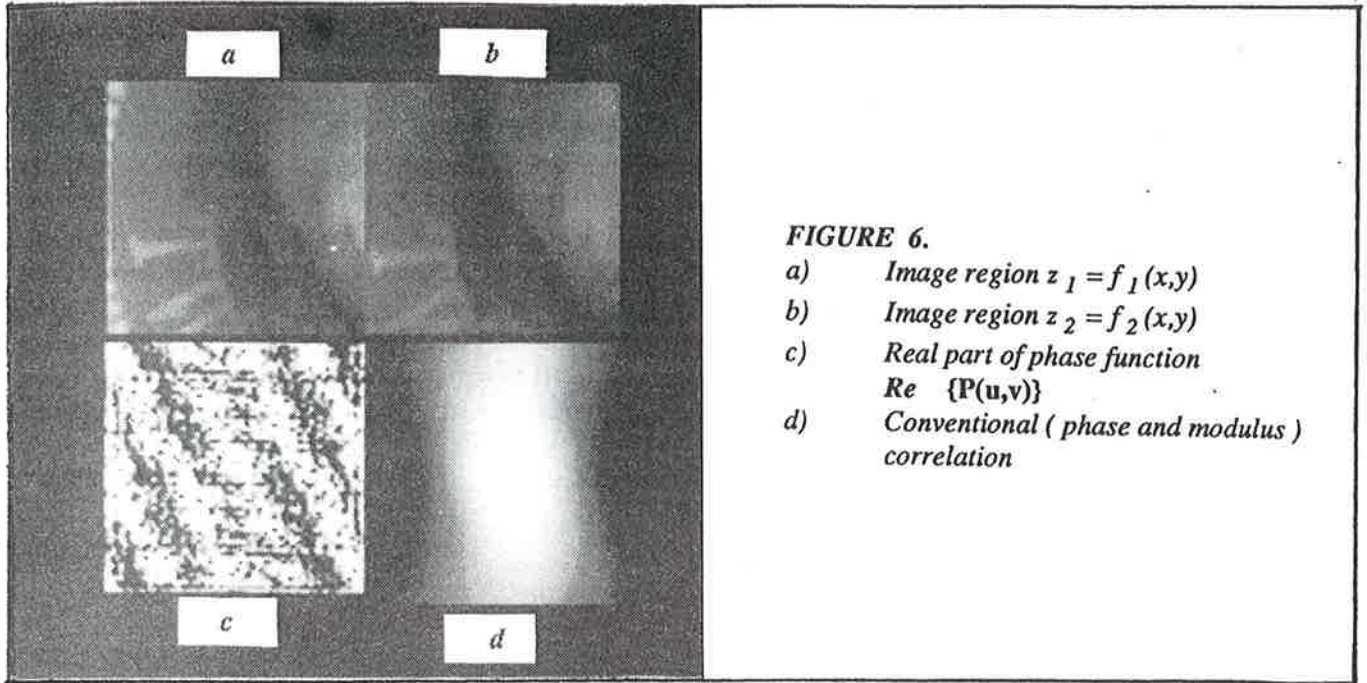 a
b
c
d
FIGURE 6.
a) Image region z 1 = f 1 (x,y)
b) Image region z 2 = f 2 (x,y)
c) Real part of phase function
Re {P(u,v)}
d) Conventional ( phase and modulus )
correlation